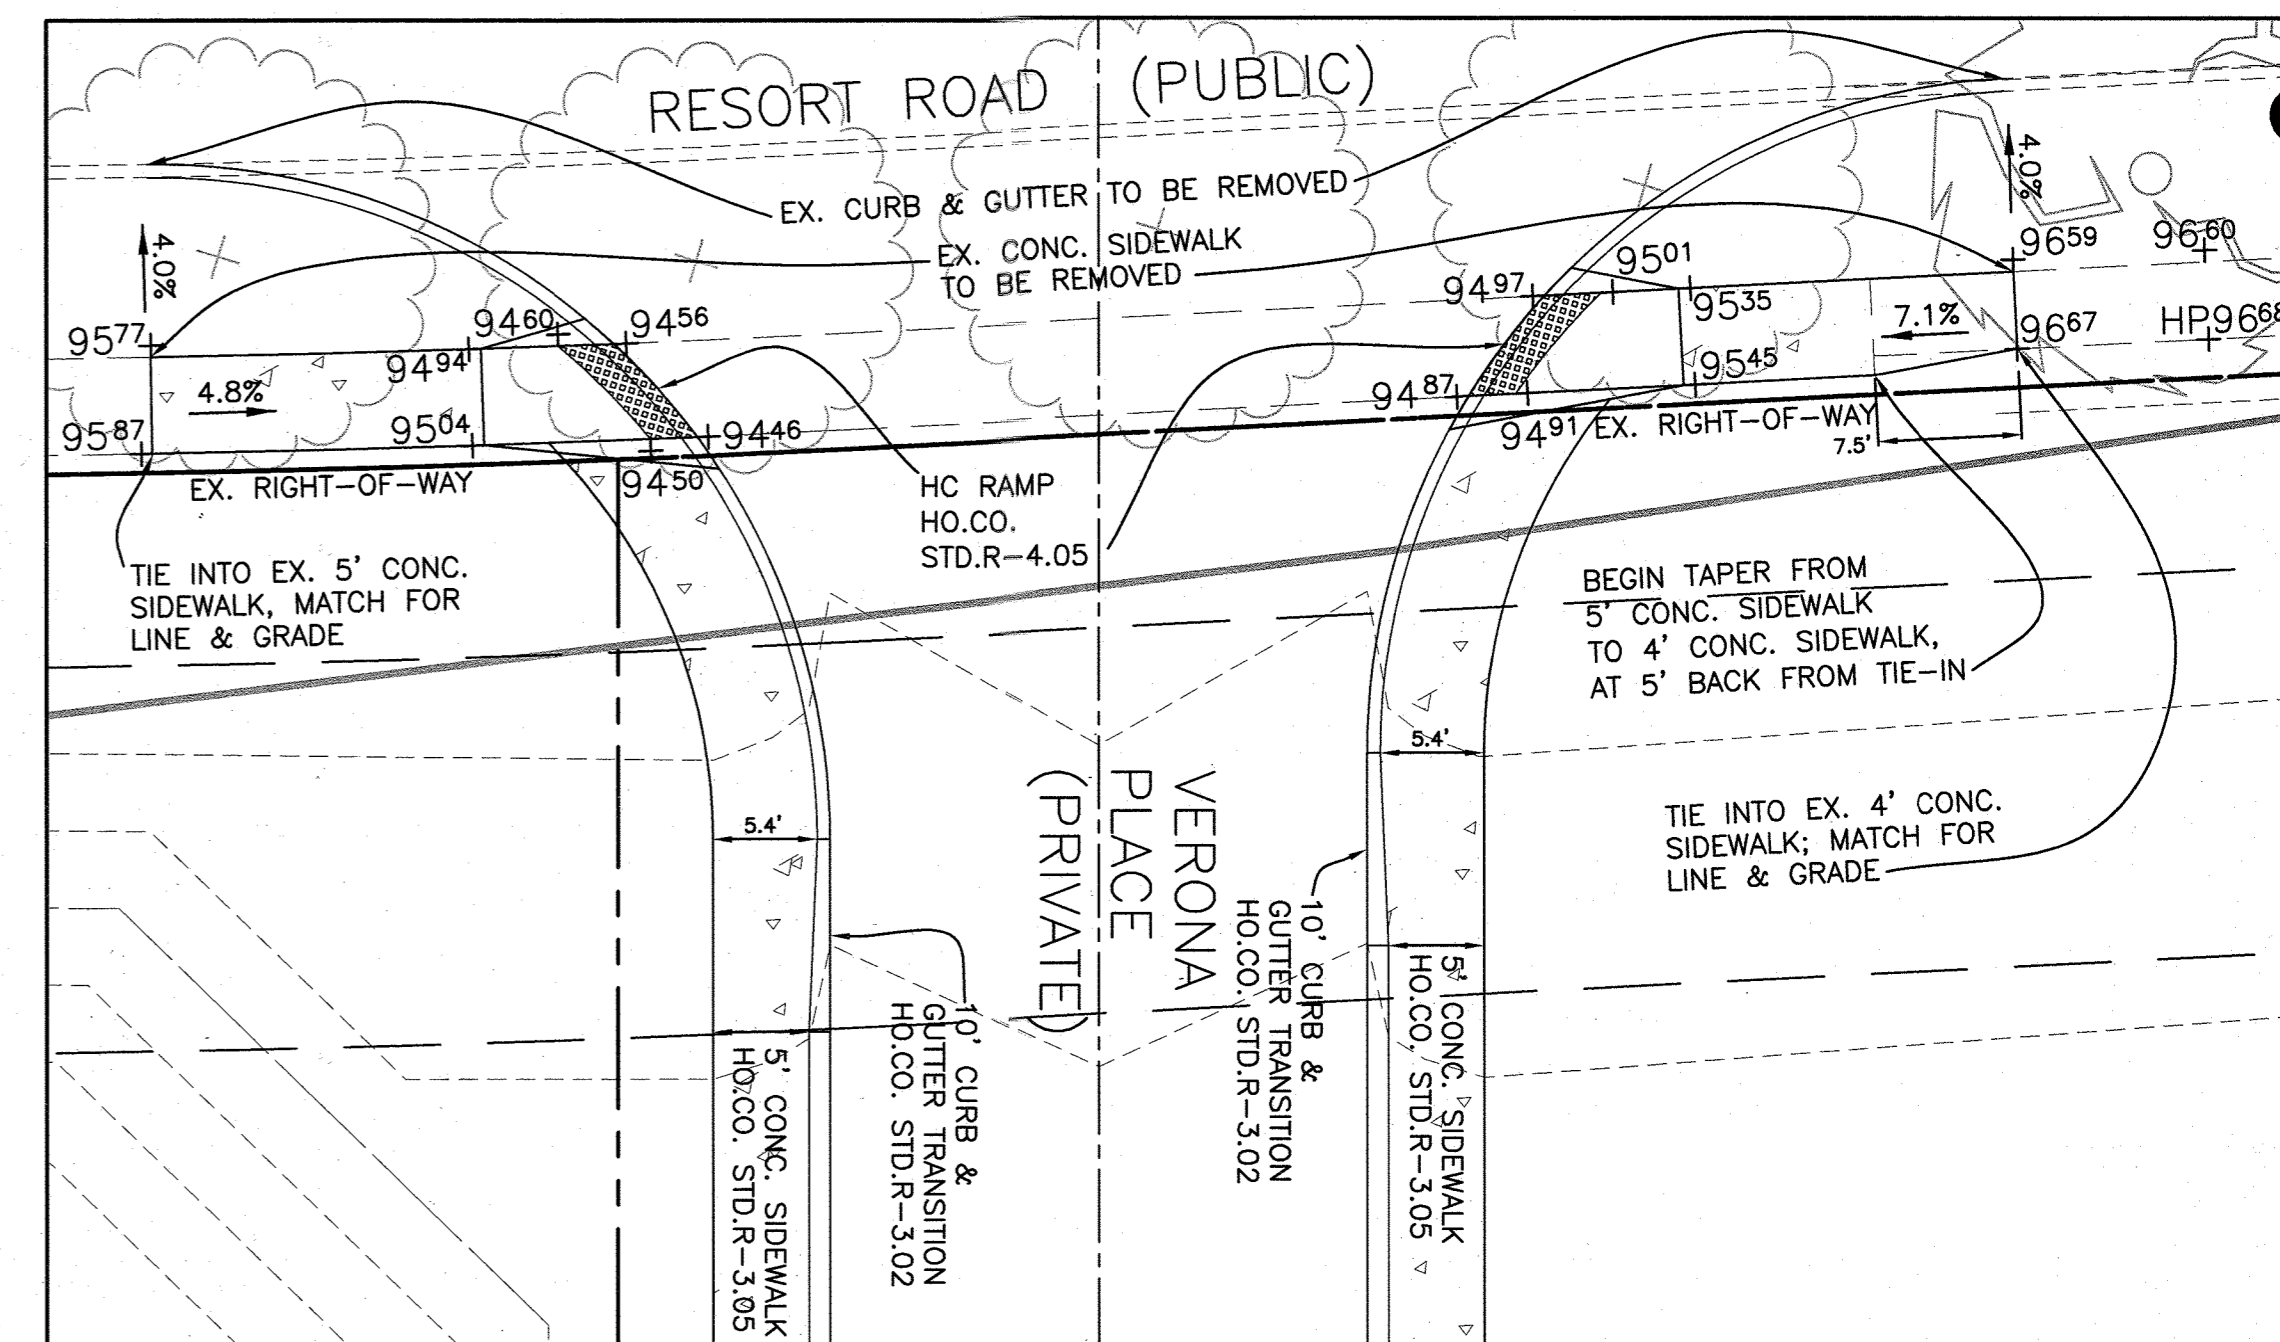 RESORT ROAD (PUBLIC)
EX. CURB & GUTTER TO BE REMOVED
EX. CONC. SIDEWALK
TO BE REMOVED
4.0%
4.0%
9577
9460
9456
9494
4.8%
9587
9504
9446
9450
EX. RIGHT-OF-WAY
9497
9501
9535
9659
9660
7.1%
9667
HP9668
9545
9487
9491
EX. RIGHT-OF-WAY
7.5'
HC RAMP
HO.CO.
STD.R-4.05
TIE INTO EX. 5' CONC.
SIDEWALK, MATCH FOR
LINE & GRADE
BEGIN TAPER FROM
5' CONC. SIDEWALK
TO 4' CONC. SIDEWALK,
AT 5' BACK FROM TIE-IN
TIE INTO EX. 4' CONC.
SIDEWALK; MATCH FOR
LINE & GRADE
5.4'
5.4'
VERONA
PLACE
(PRIVATE)
10' CURB &
GUTTER TRANSITION
HO.CO. STD.R-3.02
10' CURB &
GUTTER TRANSITION
HO.CO. STD.R-3.02
5' CONC. SIDEWALK
HO.CO. STD.R-3.05
5' CONC. SIDEWALK
HO.CO. STD.R-3.05